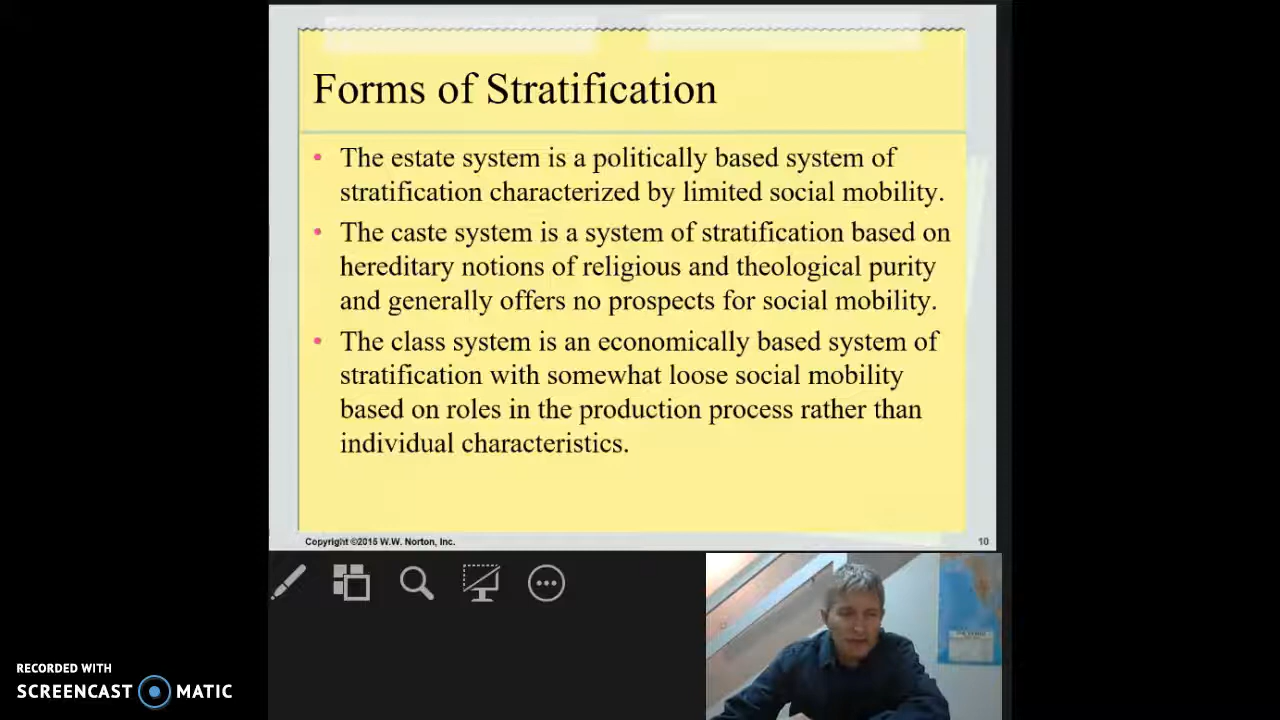 Forms of Stratification
• The estate system is a politically based system of
stratification characterized by limited social mobility.
• The caste system is a system of stratification based on
hereditary notions of religious and theological purity
and generally offers no prospects for social mobility.
• The class system is an economically based system of
stratification with somewhat loose social mobility
based on roles in the production process rather than
individual characteristics.
Copyright ©2015 W.W. Norton, Inc.
10
RECORDED WITH
SCREENCAST MATIC